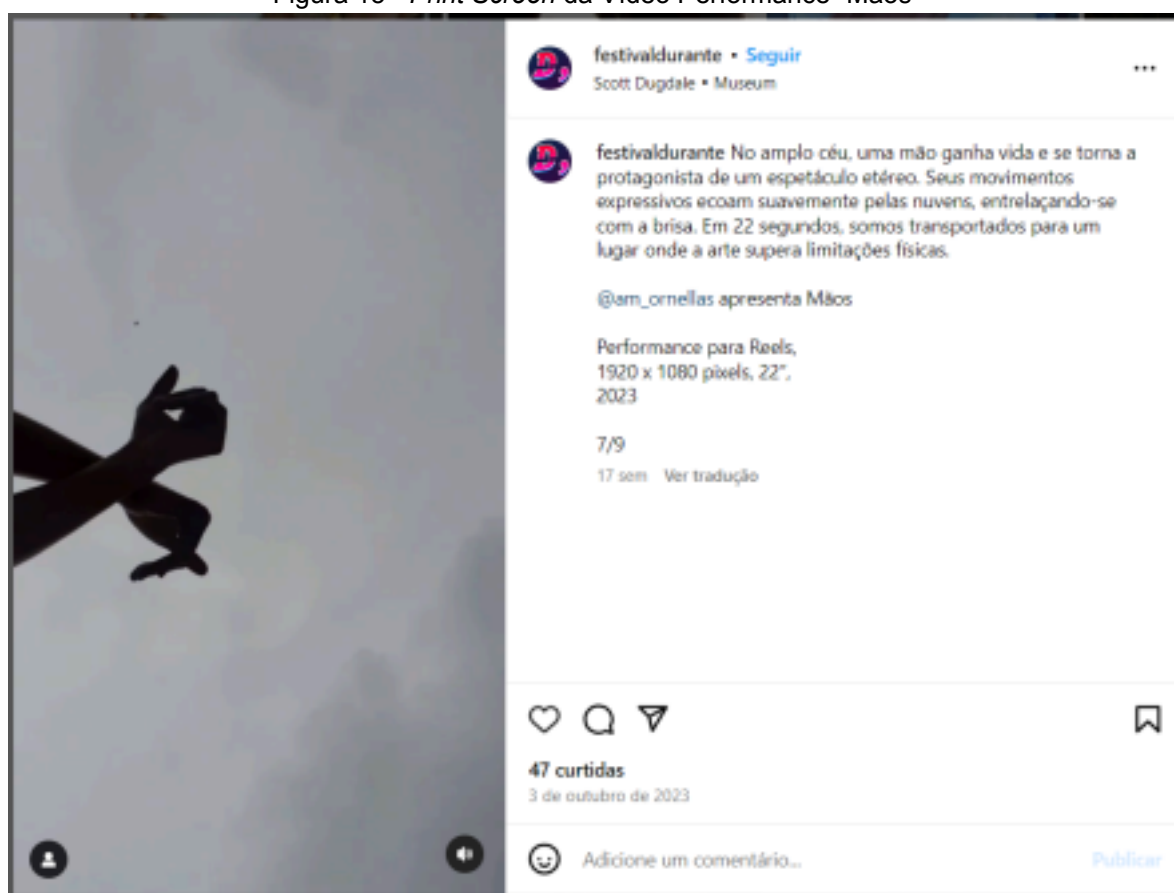 festivaldurante • Seguir
Scott Dugdale • Museum
festivaldurante No amplo céu, uma mão ganha vida e se torna a
protagonista de um espetáculo etéreo. Seus movimentos
expressivos ecoam suavemente pelas nuvens, entrelaçando-se
com a brisa. Em 22 segundos, somos transportados para um
lugar onde a arte supera limitações físicas.
@am_ornellas apresenta Mãos
Performance para Reels,
1920 x 1080 pixels, 22",
2023
7/9
17 sem Ver tradução
47 curtidas
3 de outubro de 2023
Adicione um comentário...
Publicar